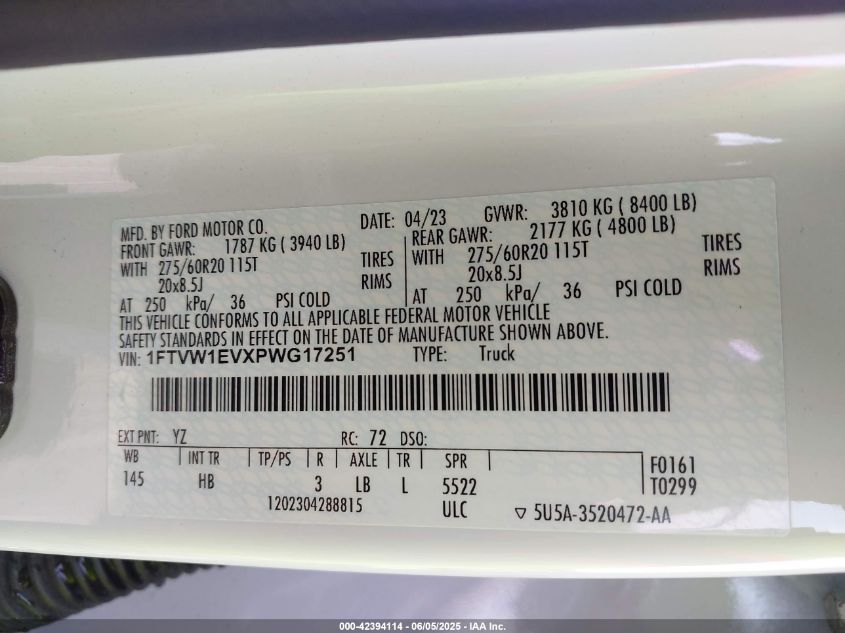 MFD. BY FORD MOTOR CO. DATE: 04/23 GVWR: 3810 KG ( 8400 LB)
FRONT GAWR: 1787 KG ( 3940 LB) REAR GAWR: 2177 KG ( 4800 LB)
WITH 275/60R20 115T TIRES WITH 275/60R20 115T TIRES
20x8.5J RIMS 20x8.5J RIMS
AT 250 kPa/ 36 PSI COLD AT 250 kPa/ 36 PSI COLD
THIS VEHICLE CONFORMS TO ALL APPLICABLE FEDERAL MOTOR VEHICLE
SAFETY STANDARDS IN EFFECT ON THE DATE OF MANUFACTURE SHOWN ABOVE.
VIN: 1FTVW1EVXPWG17251 TYPE: Truck
EXT PNT: YZ RC: 72 DSO:
WB INT TR TP/PS R AXLE TR SPR F0161
145 HB 3 LB L 5522 T0299
1202304288815 ULC ▽ 5U5A-3520472-AA
000-42394114 - 06/05/2025 - IAA Inc.